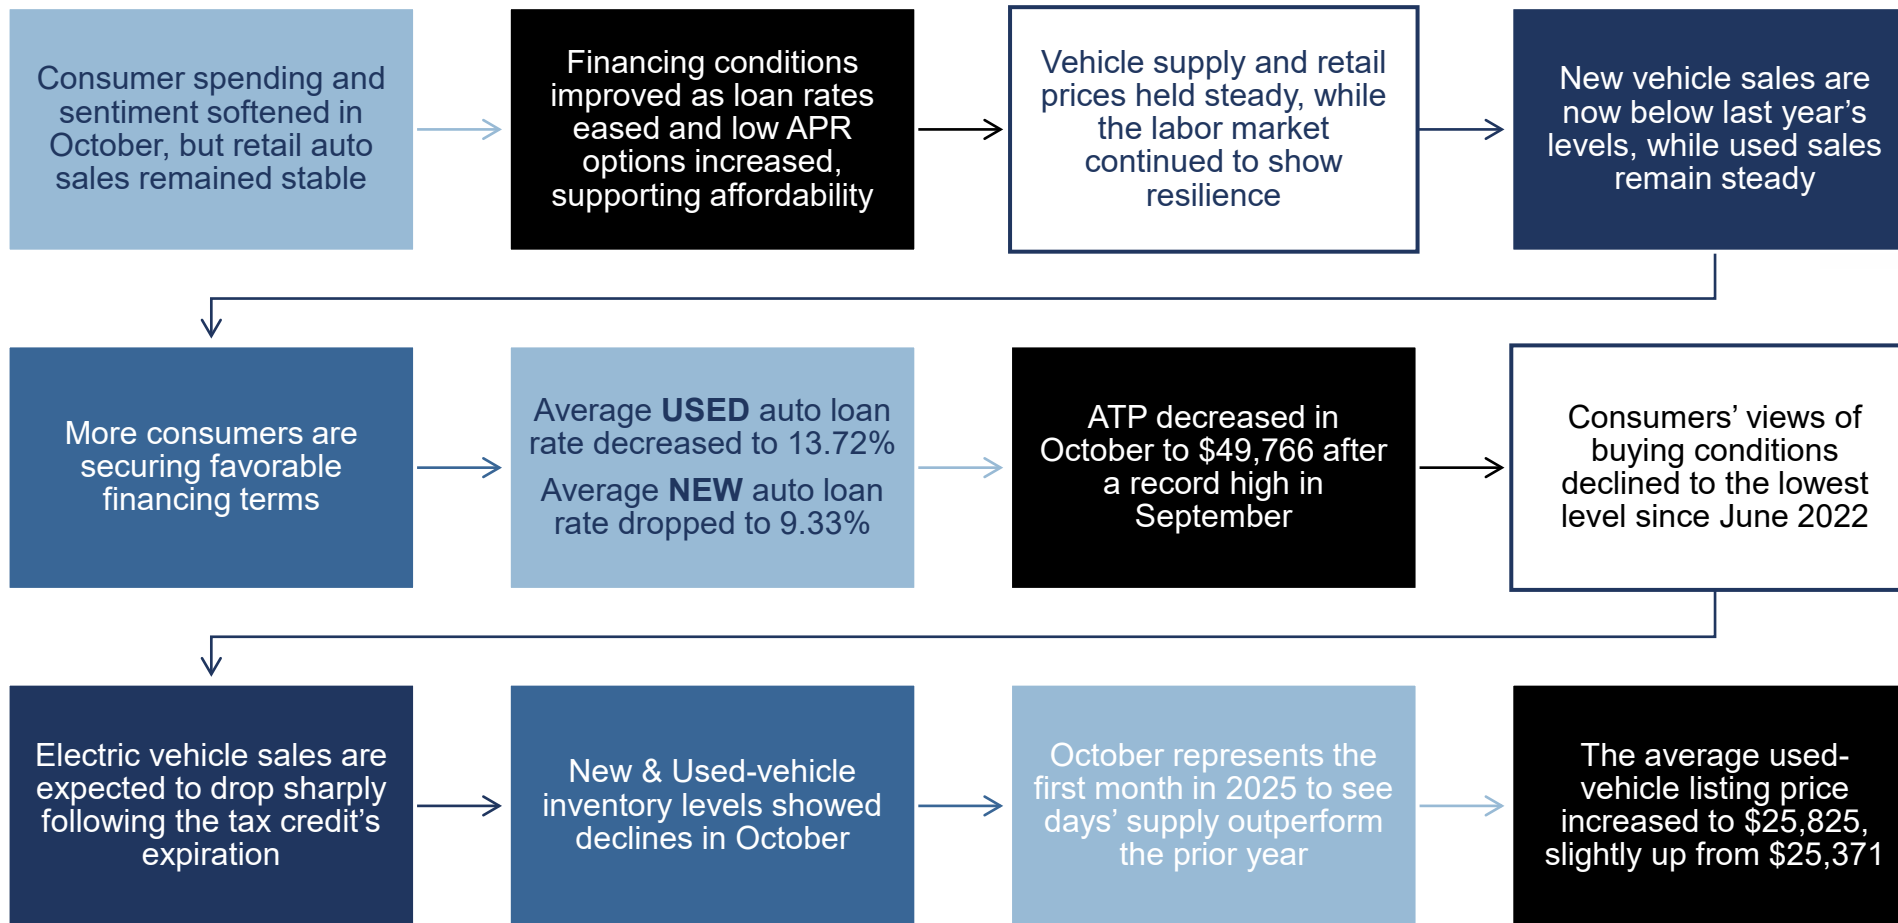 Consumer spending and
sentiment softened in
October, but retail auto
sales remained stable
Financing conditions
improved as loan rates
eased and low APR
options increased,
supporting affordability
Vehicle supply and retail
prices held steady, while
the labor market
continued to show
resilience
New vehicle sales are
now below last year’s
levels, while used sales
remain steady
More consumers are
securing favorable
financing terms
Average USED auto loan
rate decreased to 13.72%
Average NEW auto loan
rate dropped to 9.33%
ATP decreased in
October to $49,766 after
a record high in
September
Consumers’ views of
buying conditions
declined to the lowest
level since June 2022
Electric vehicle sales are
expected to drop sharply
following the tax credit’s
expiration
New & Used-vehicle
inventory levels showed
declines in October
October represents the
first month in 2025 to see
days’ supply outperform
the prior year
The average used-
vehicle listing price
increased to $25,825,
slightly up from $25,371